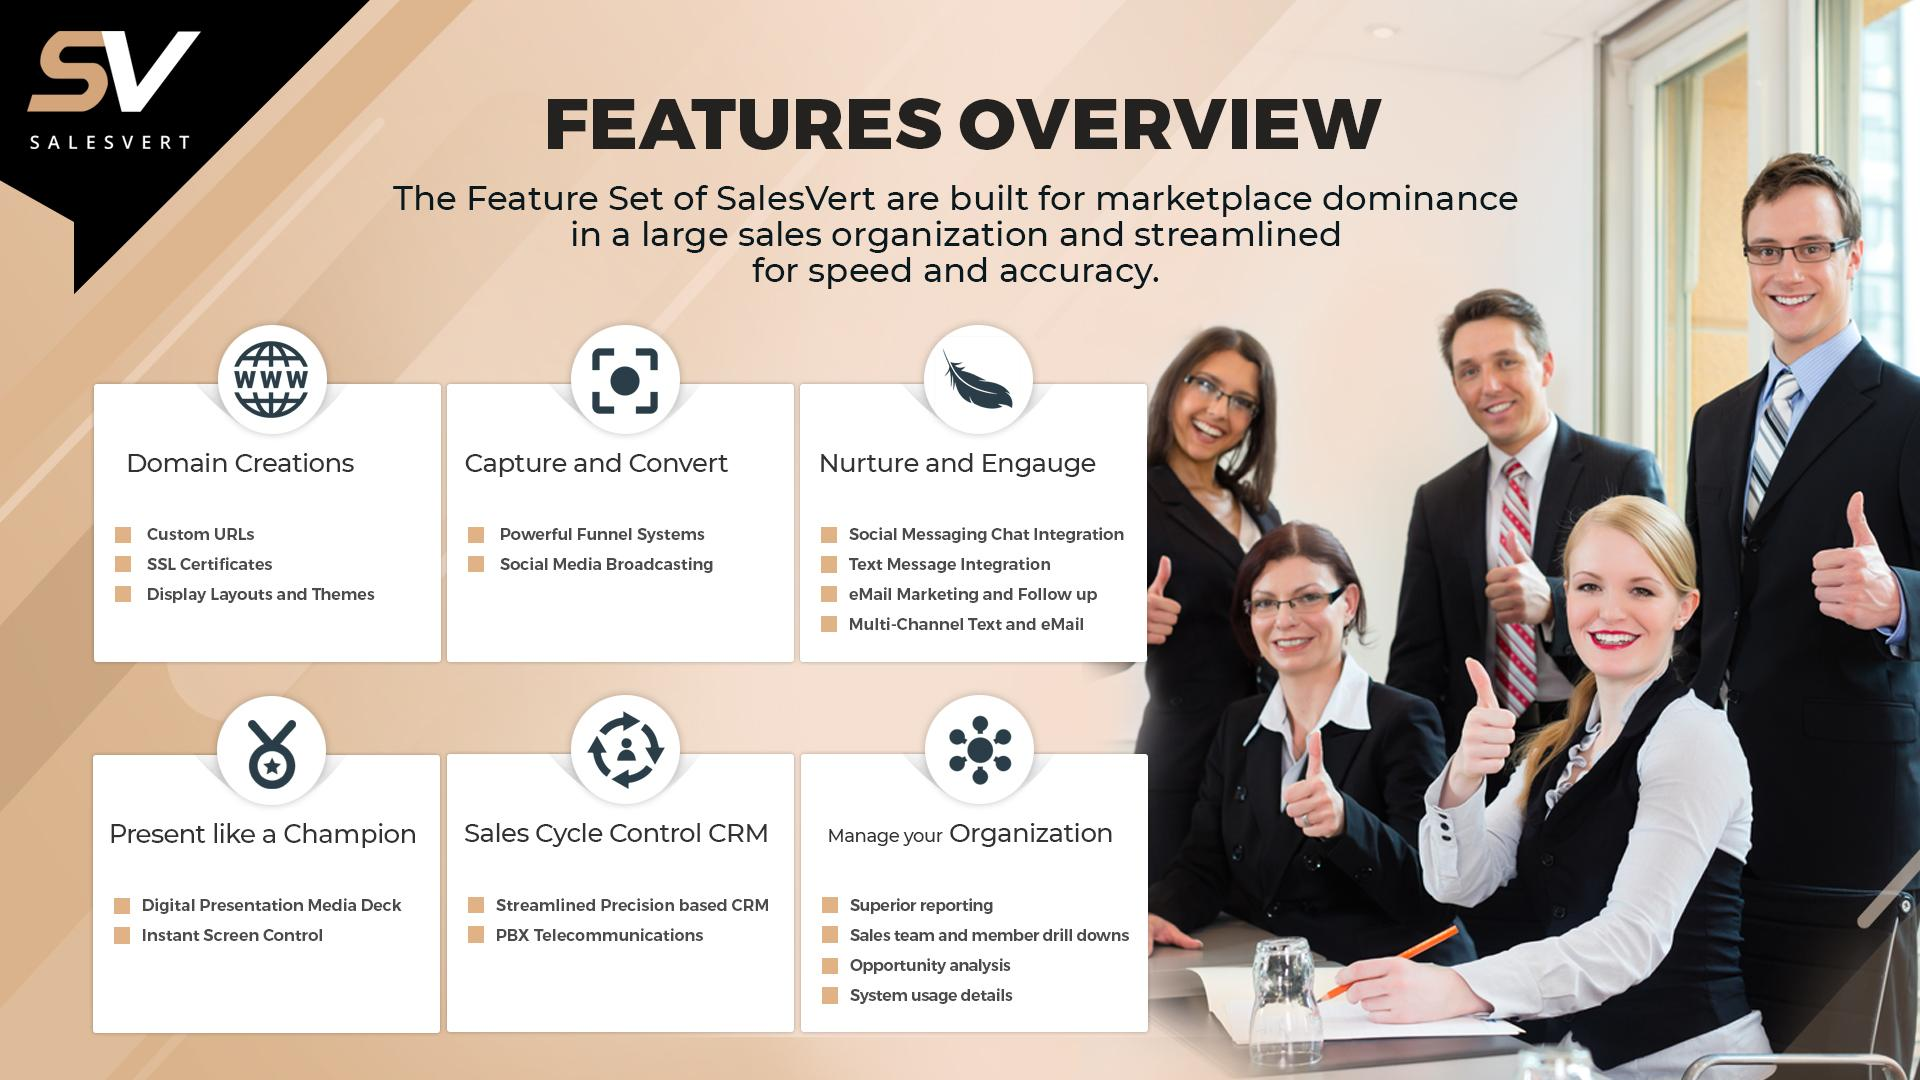 SV
SALESVERT
FEATURES OVERVIEW
The Feature Set of SalesVert are built for marketplace dominance
in a large sales organization and streamlined
for speed and accuracy.
WWW
Domain Creations
Custom URLs
SSL Certificates
Display Layouts and Themes
Capture and Convert
Powerful Funnel Systems
Social Media Broadcasting
Nurture and Engauge
Social Messaging Chat Integration
Text Message Integration
eMail Marketing and Follow up
Multi-Channel Text and eMail
Present like a Champion
Digital Presentation Media Deck
Instant Screen Control
Sales Cycle Control CRM
Streamlined Precision based CRM
PBX Telecommunications
Manage your Organization
Superior reporting
Sales team and member drill downs
Opportunity analysis
System usage details